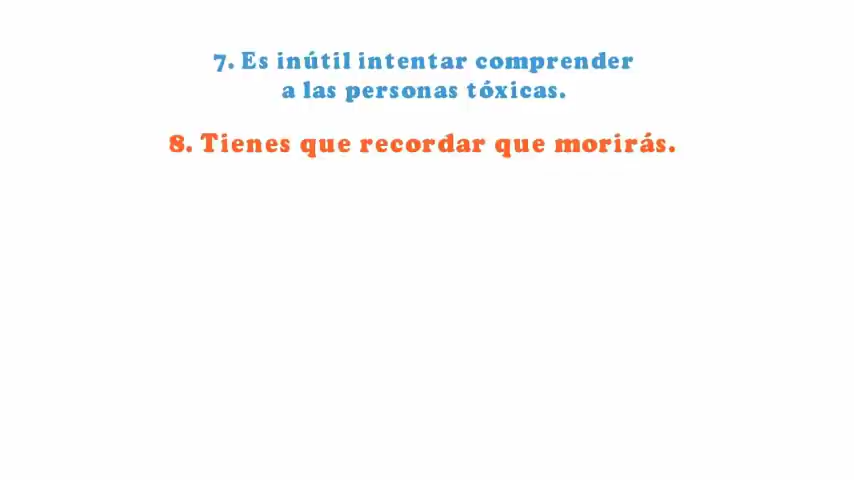 7. Es inútil intentar comprender
a las personas tóxicas.
8. Tienes que recordar que morirás.